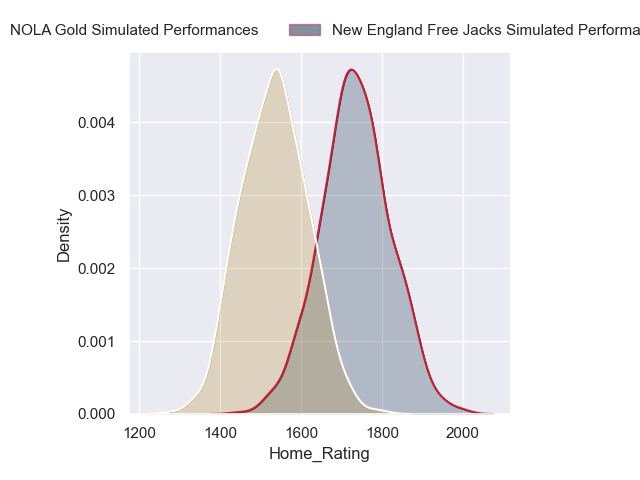 NOLA Gold Simulated Performances
New England Free Jacks Simulated Performa
0.004
0.003
0.002
0.001
0.000
Density
1200 1400 1600 1800 2000
Home_Rating